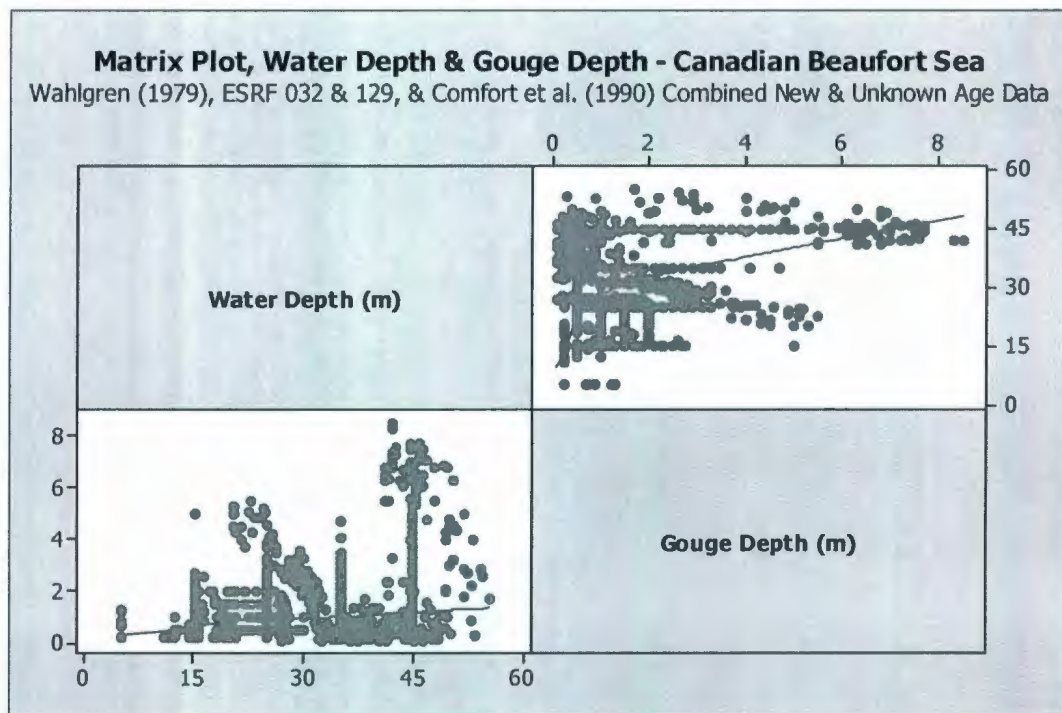 Matrix Plot, Water Depth & Gouge Depth - Canadian Beaufort Sea
Wahlgren (1979), ESRF 032 & 129, & Comfort et al. (1990) Combined New & Unknown Age Data
0 2 4 6 8
60
45
30
15
0
Water Depth (m)
8
6
4
2
0
Gouge Depth (m)
0 15 30 45 60